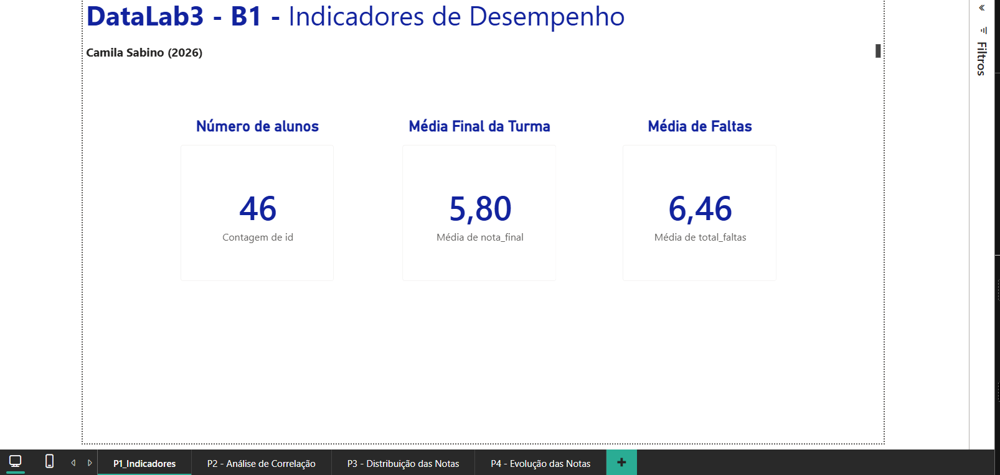 DataLab3 - B1 - Indicadores de Desempenho
Camila Sabino (2026)
Filtros
Número de alunos
Média Final da Turma
Média de Faltas
46
5,80
6,46
Contagem de id
Média de nota_final
Média de total_faltas
P1_Indicadores
P2 - Análise de Correlação
P3 - Distribuição das Notas
P4 - Evolução das Notas